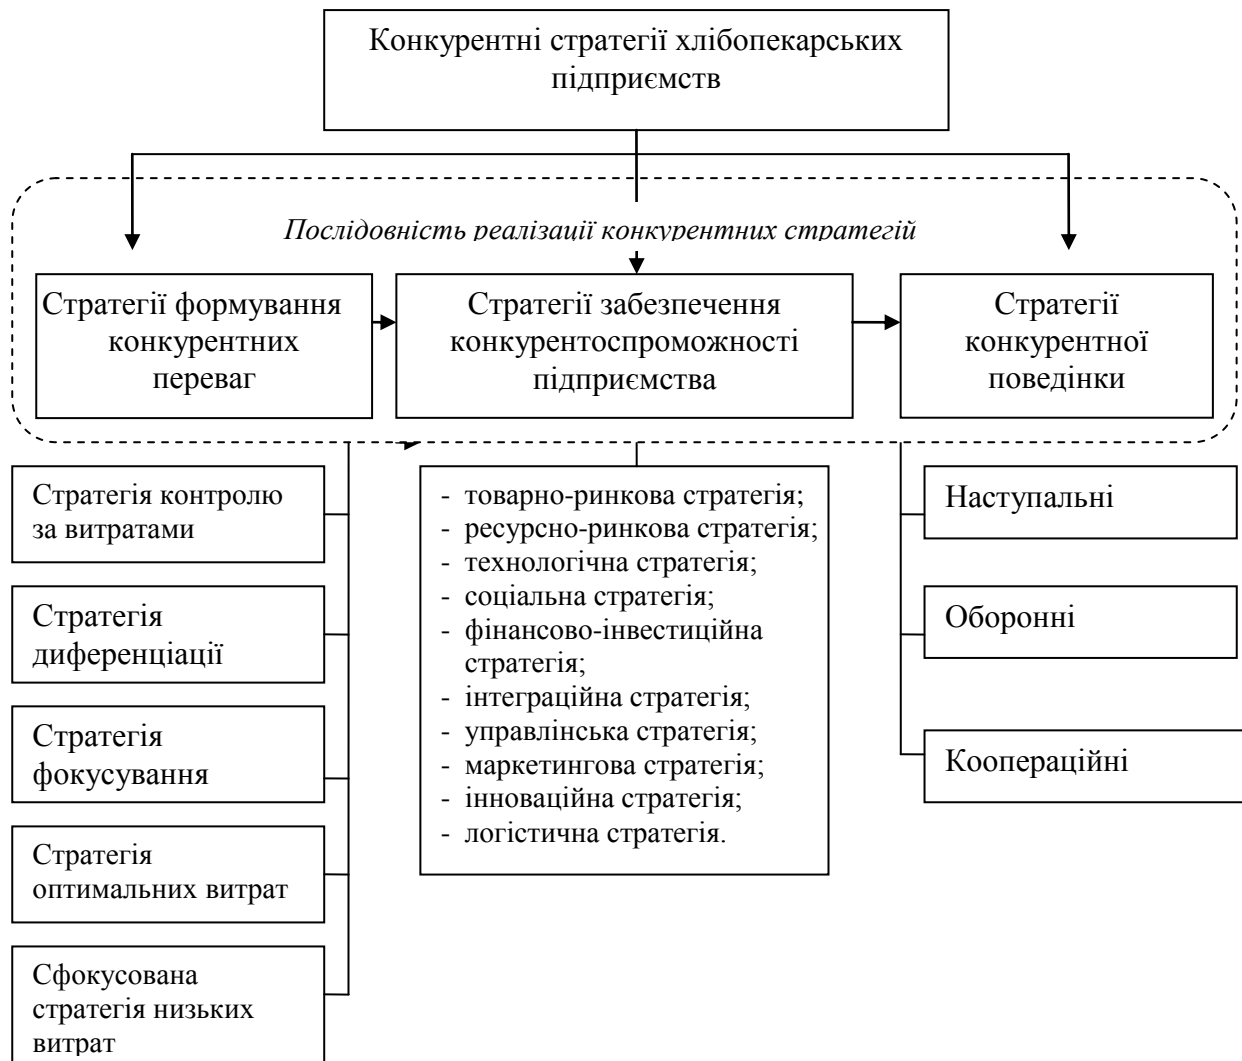 Конкурентні стратегії хлібопекарських
підприємств
Послідовність реалізації конкурентних стратегій
Стратегії формування
конкурентних
переваг
Стратегії забезпечення
конкурентоспроможності
підприємства
Стратегії
конкурентної
поведінки
Стратегія контролю
за витратами
Стратегія
диференціації
Стратегія
фокусування
Стратегія
оптимальних витрат
Сфокусована
стратегія низьких
витрат
- товарно-ринкова стратегія;
- ресурсно-ринкова стратегія;
- технологічна стратегія;
- соціальна стратегія;
- фінансово-інвестиційна
стратегія;
- інтеграційна стратегія;
- управлінська стратегія;
- маркетингова стратегія;
- інноваційна стратегія;
- логістична стратегія.
Наступальні
Оборонні
Коопераційні